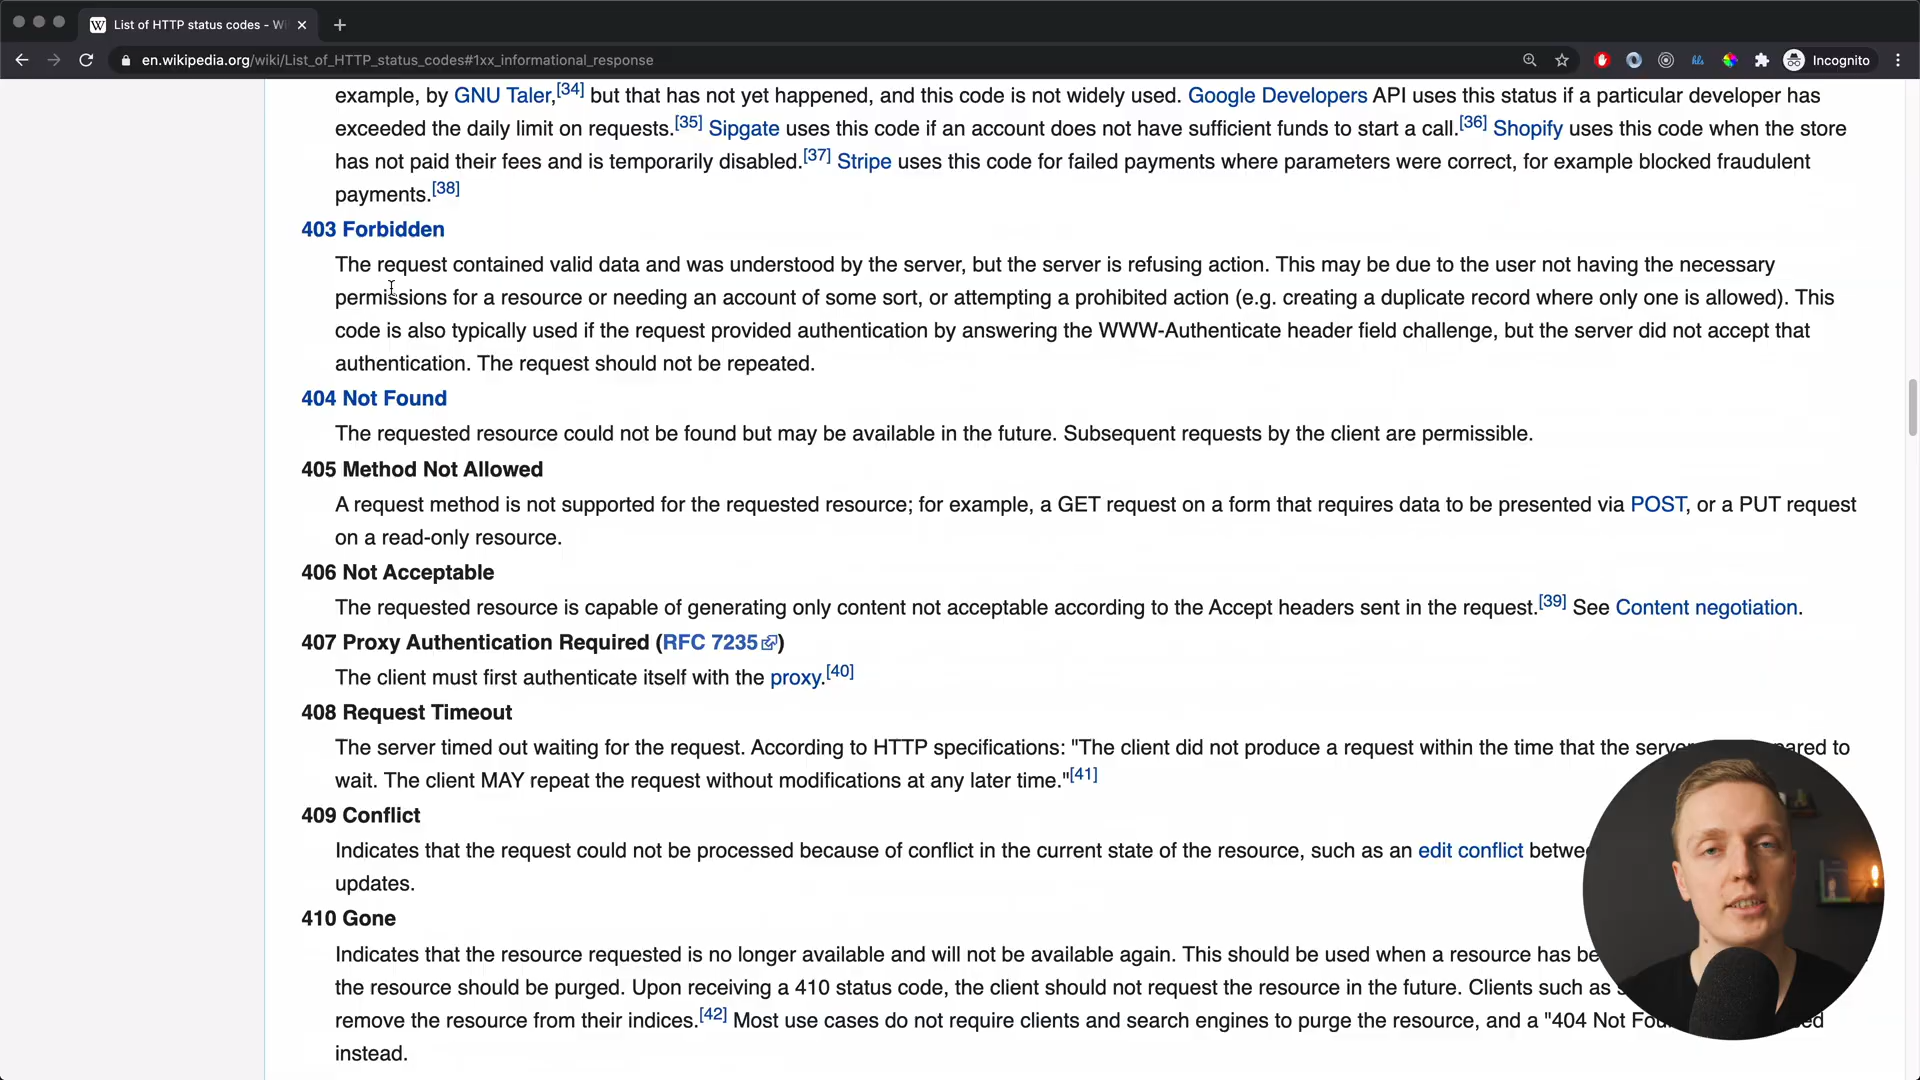 List of HTTP status codes - W
en.wikipedia.org/wiki/List_of_HTTP_status_codes#1xx_informational_response
hls
Incognito
example, by GNU Taler,[34] but that has not yet happened, and this code is not widely used. Google Developers API uses this status if a particular developer has
exceeded the daily limit on requests.[35] Sipgate uses this code if an account does not have sufficient funds to start a call.[36] Shopify uses this code when the store
has not paid their fees and is temporarily disabled.[37] Stripe uses this code for failed payments where parameters were correct, for example blocked fraudulent
payments.[38]
403 Forbidden
The request contained valid data and was understood by the server, but the server is refusing action. This may be due to the user not having the necessary
permissions for a resource or needing an account of some sort, or attempting a prohibited action (e.g. creating a duplicate record where only one is allowed). This
code is also typically used if the request provided authentication by answering the WWW-Authenticate header field challenge, but the server did not accept that
authentication. The request should not be repeated.
404 Not Found
The requested resource could not be found but may be available in the future. Subsequent requests by the client are permissible.
405 Method Not Allowed
A request method is not supported for the requested resource; for example, a GET request on a form that requires data to be presented via POST, or a PUT request
on a read-only resource.
406 Not Acceptable
The requested resource is capable of generating only content not acceptable according to the Accept headers sent in the request.[39] See Content negotiation.
407 Proxy Authentication Required (RFC 7235)
The client must first authenticate itself with the proxy.[40]
408 Request Timeout
The server timed out waiting for the request. According to HTTP specifications: "The client did not produce a request within the time that the server to
wait. The client MAY repeat the request without modifications at any later time."[41]
409 Conflict
Indicates that the request could not be processed because of conflict in the current state of the resource, such as an edit conflict
updates.
410 Gone
Indicates that the resource requested is no longer available and will not be available again. This should be used when a resource has
the resource should be purged. Upon receiving a 410 status code, the client should not request the resource in the future. Clients such as
remove the resource from their indices.[42] Most use cases do not require clients and search engines to purge the resource, and a "404 Not
instead.